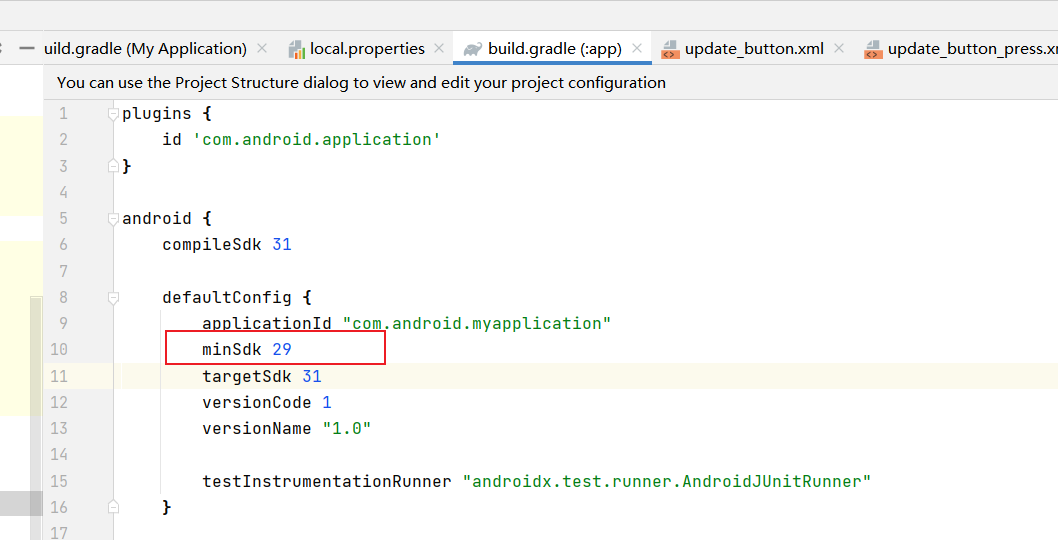 uild.gradle (My Application) local.properties build.gradle (:app) update_button.xml update_button_press.xm
You can use the Project Structure dialog to view and edit your project configuration
1 plugins {
2 id 'com.android.application'
3 }
4
5 android {
6 compileSdk 31
7
8 defaultConfig {
9 applicationId "com.android.myapplication"
10 minSdk 29
11 targetSdk 31
12 versionCode 1
13 versionName "1.0"
14
15 testInstrumentationRunner "androidx.test.runner.AndroidJUnitRunner"
16 }
17